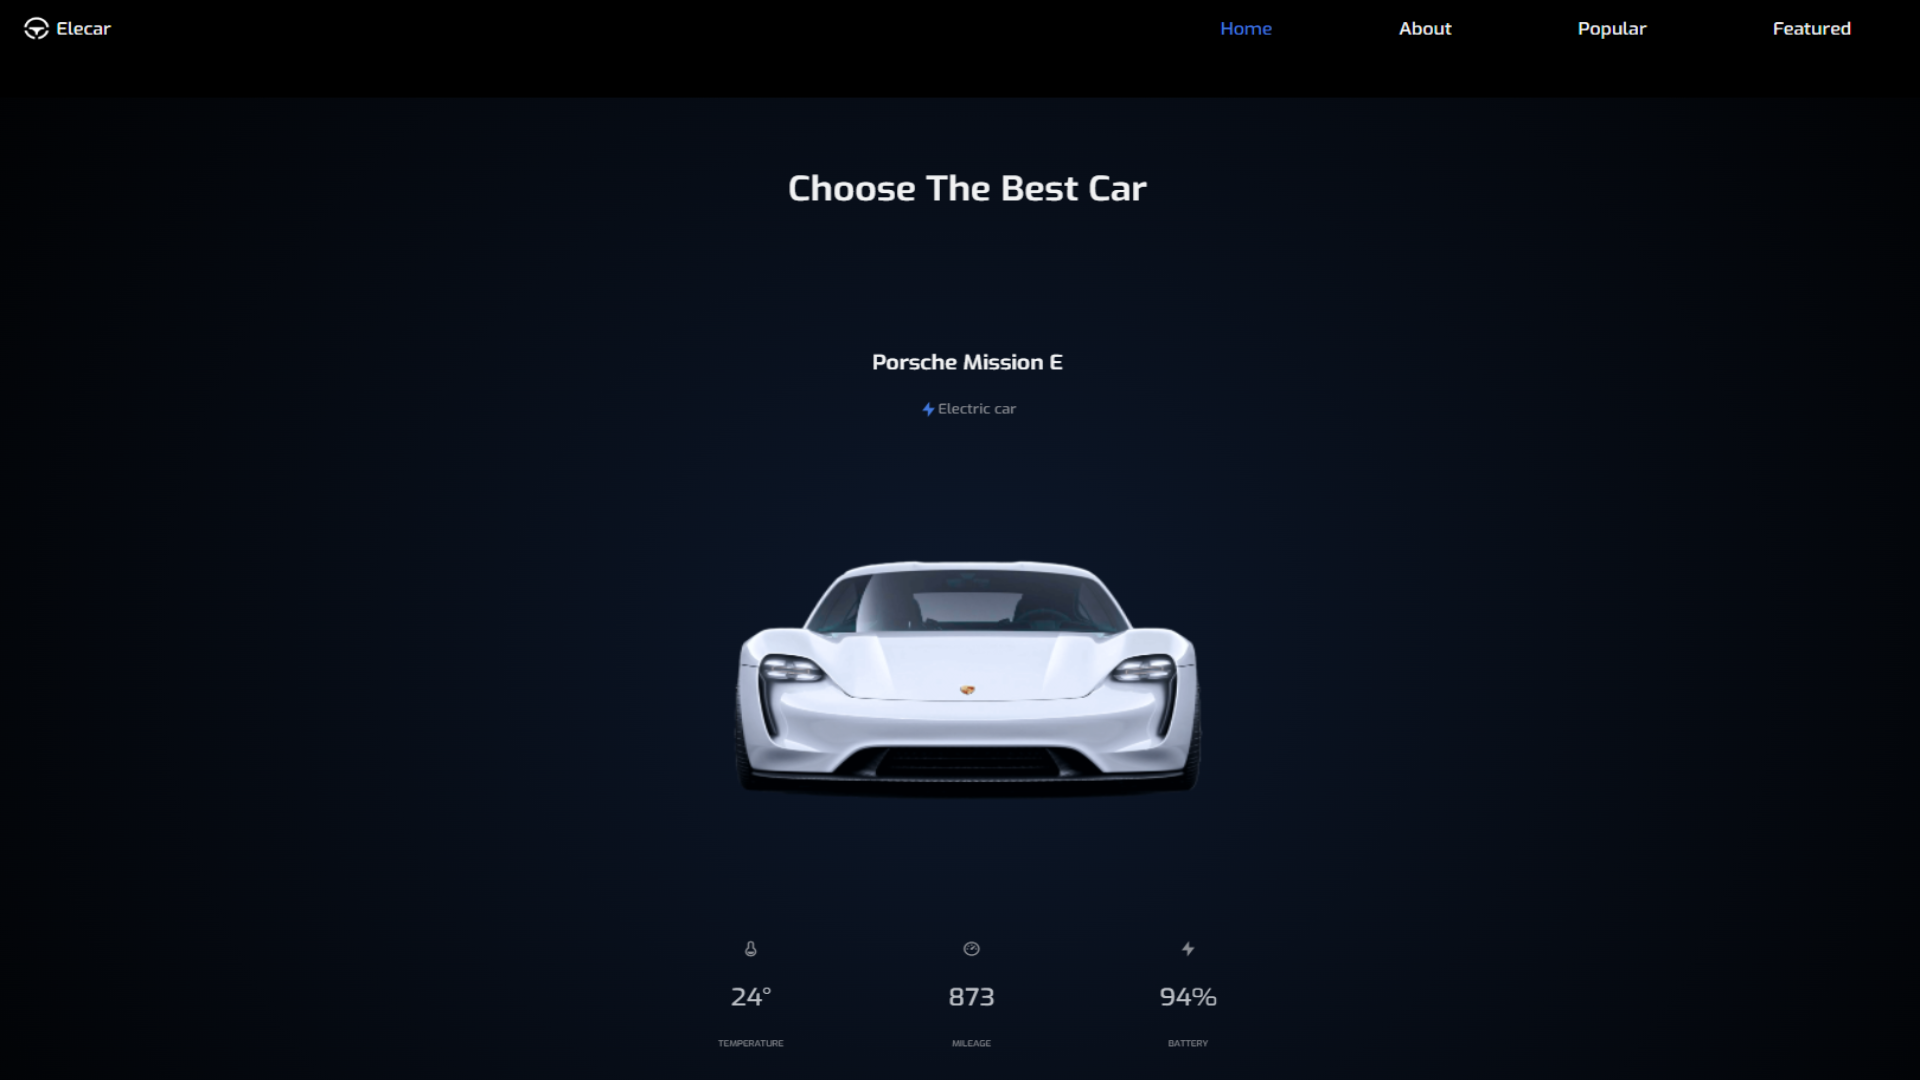 Elecar
Home
About
Popular
Featured
Choose The Best Car
Porsche Mission E
Electric car
24°
873
94%
TEMPERATURE
MILEAGE
BATTERY